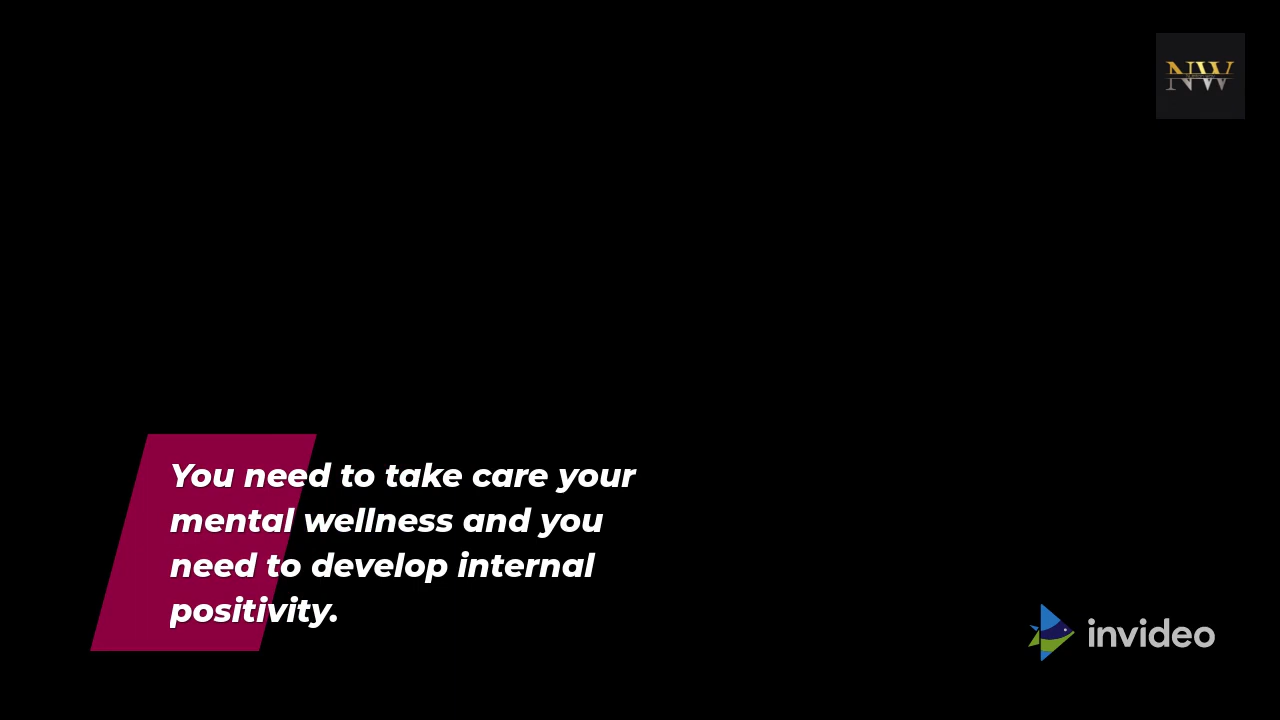 NW
You need to take care your
mental wellness and you
need to develop internal
positivity.
invideo